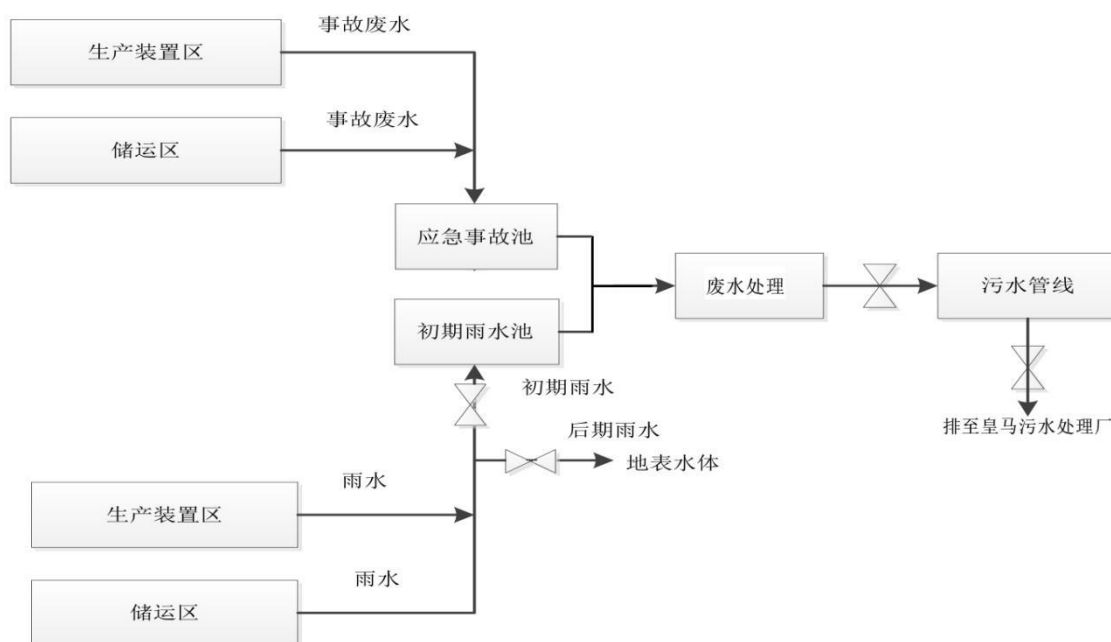 事故废水
生产装置区
事故废水
储运区
应急事故池
废水处理
污水管线
初期雨水池
初期雨水
排至皇马污水处理厂
后期雨水
地表水体
雨水
生产装置区
雨水
储运区